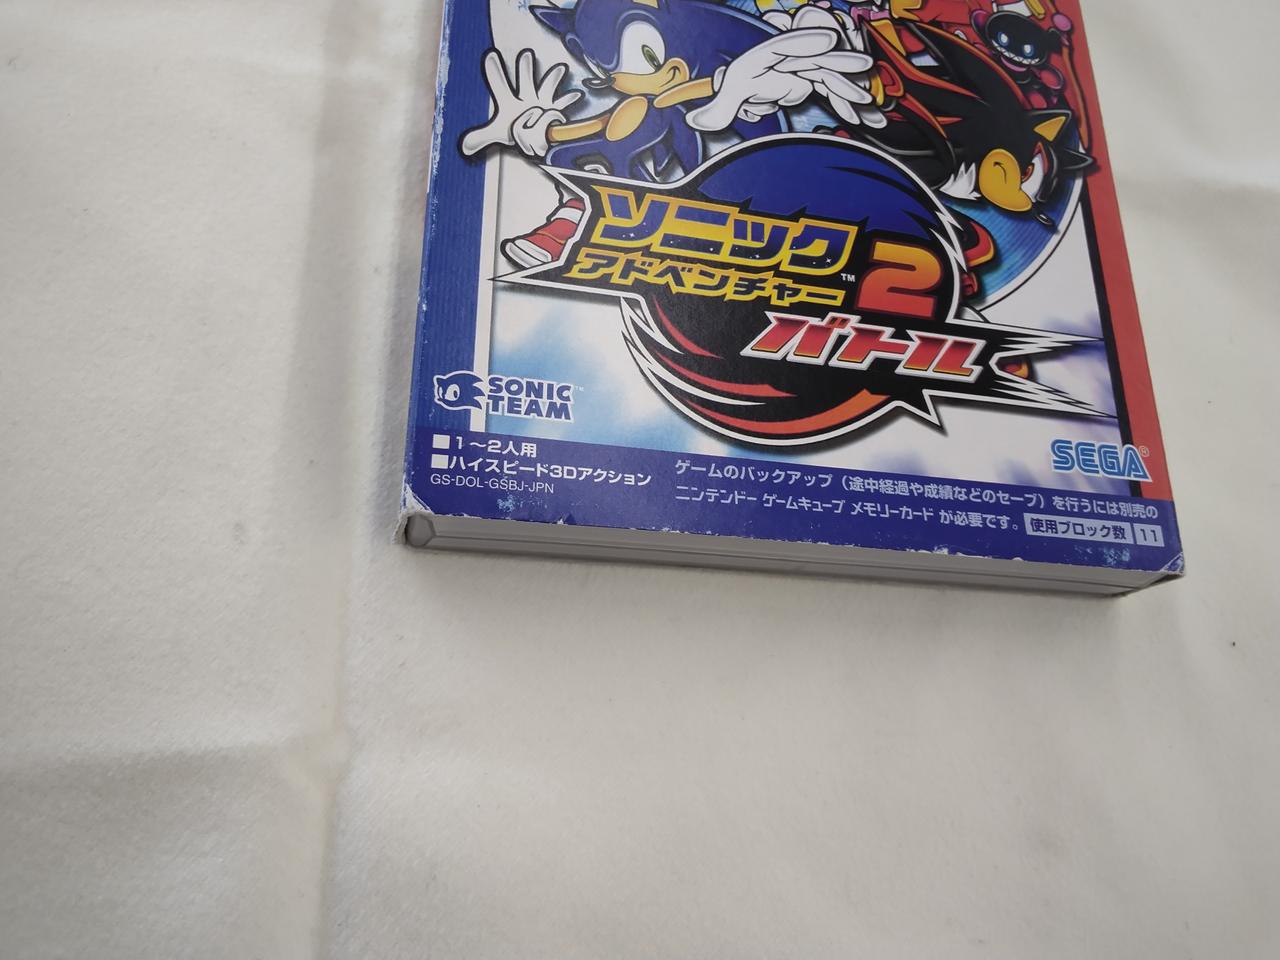 ソニック
アドベンチャー™ 2
バトル
SONIC
TEAM™
SEGA®
■1～2人用
■ハイスピード3Dアクション
GS-DOL-GSBJ-JPN
ゲームのバックアップ（途中経過や成績などのセーブ）を行うには別売の
ニンテンドー ゲームキューブ メモリーカード が必要です。 使用ブロック数 11